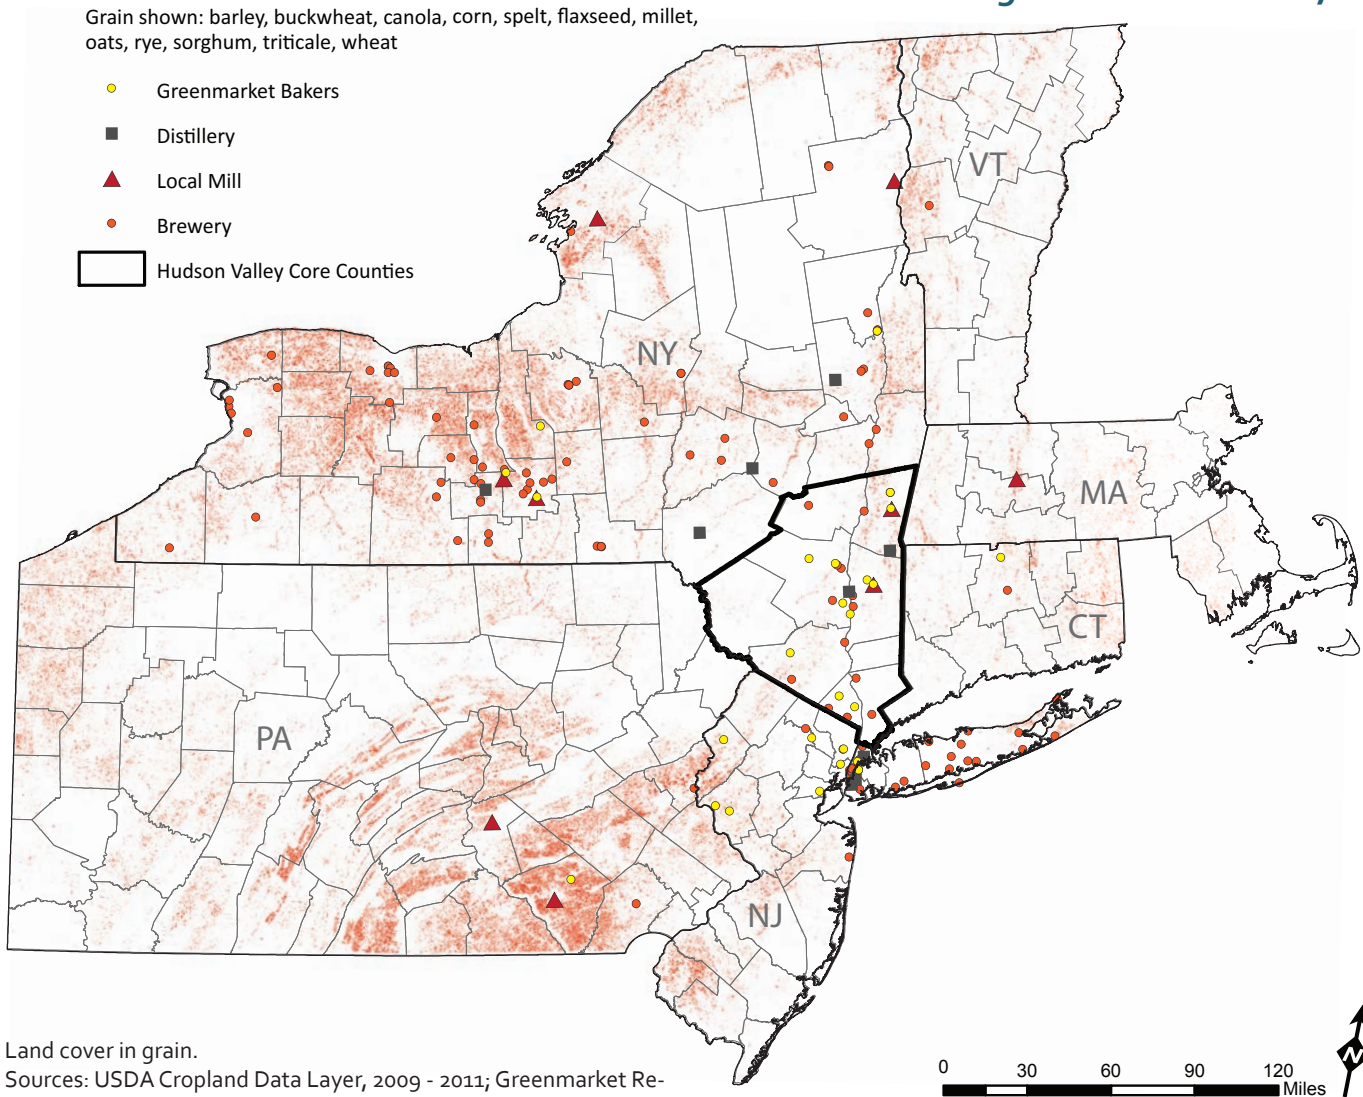 Grain shown: barley, buckwheat, canola, corn, spelt, flaxseed, millet,
oats, rye, sorghum, triticale, wheat
Greenmarket Bakers
Distillery
Local Mill
Brewery
Hudson Valley Core Counties
VT
NY
MA
CT
PA
NJ
Land cover in grain.
Sources: USDA Cropland Data Layer, 2009 - 2011; Greenmarket Re-
0 30 60 90 120
Miles
N